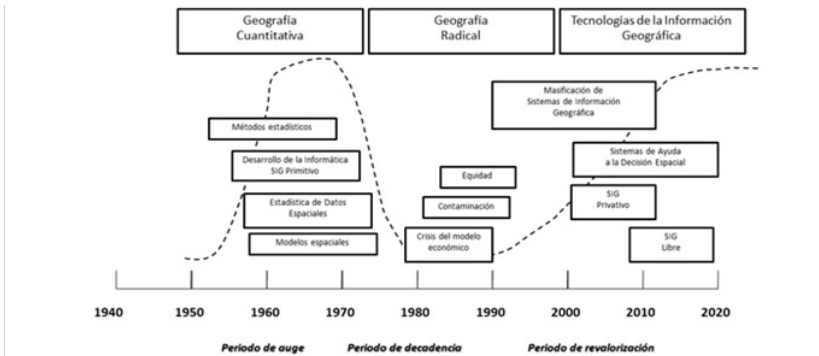 Geografía
Cuantitativa
Geografía
Radical
Tecnologías de la Información
Geográfica
Masificación de
Sistemas de Información
Geográfica
Métodos estadísticos
Desarrollo de la Informática
SIG Primitivo
Sistemas de Ayuda
a la Decisión Espacial
Equidad
Estadística de Datos
Espaciales
Contaminación
SIG
Privativo
Modelos espaciales
Crisis del modelo
económico
SIG
Libre
1940 1950 1960 1970 1980 1990 2000 2010 2020
Periodo de auge Periodo de decadencia Periodo de revalorización